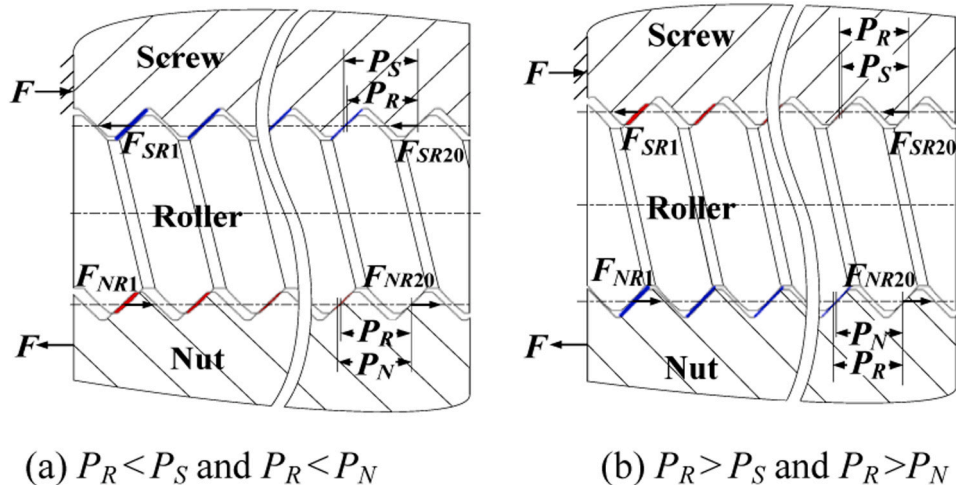 Screw
F
P_S
P_R
F_SR1
F_SR20
Roller
F_NR1
F_NR20
P_R
P_N
F
Nut
(a) P_R < P_S and P_R < P_N
Screw
P_R
F
P_S
F_SR1
F_SR20
Roller
F_NR1
F_NR20
P_N
F
P_R
Nut
(b) P_R > P_S and P_R > P_N